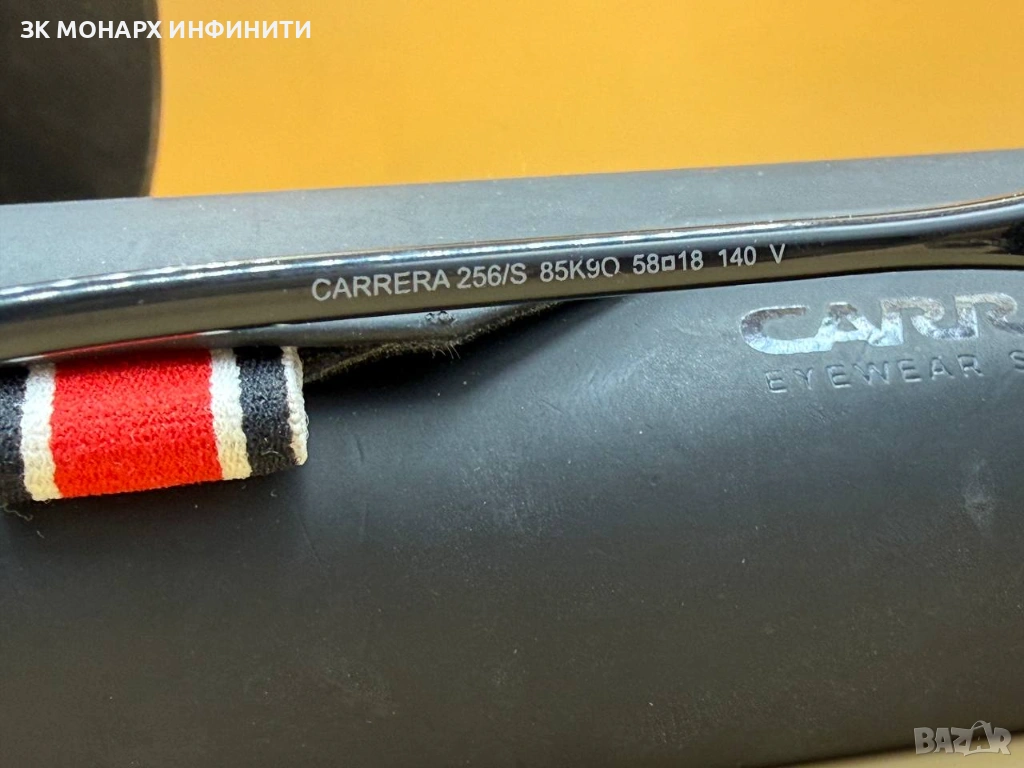 ЗК МОНАРХ ИНФИНИТИ
CARRERA 256/S 85K9O 58□18 140 V
CARR
EYEWEAR S
BAZAR